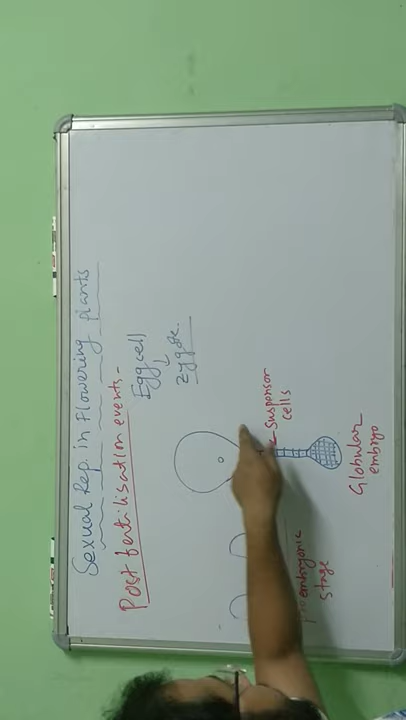 Sexual Rep. in Flowering plants
Post fertilisation events -
Egg cell
↓
Zygote.
Suspensor
cells
embryonic
stage
Globular
embryo